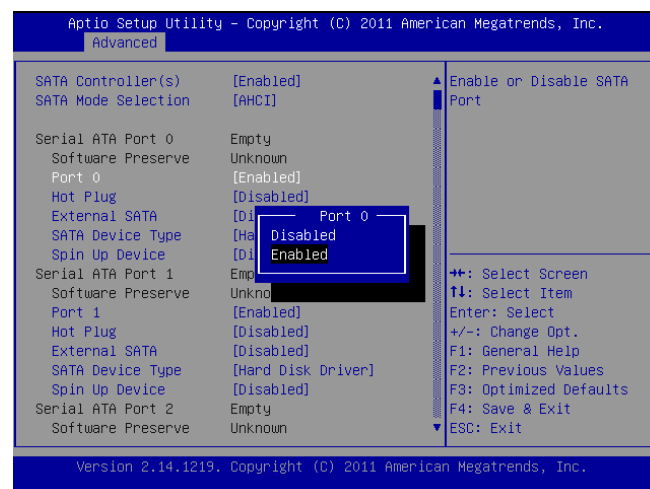 Aptio Setup Utility – Copyright (C) 2011 American Megatrends, Inc.
Advanced
SATA Controller(s) [Enabled]
SATA Mode Selection [AHCI]
Serial ATA Port 0 Empty
Software Preserve Unknown
Port 0 [Enabled]
Hot Plug [Disabled]
External SATA [Di
SATA Device Type [Ha
Spin Up Device [Di
Serial ATA Port 1 Emp
Software Preserve Unkno
Port 1 [Enabled]
Hot Plug [Disabled]
External SATA [Disabled]
SATA Device Type [Hard Disk Driver]
Spin Up Device [Disabled]
Serial ATA Port 2 Empty
Software Preserve Unknown
Port 0
Disabled
Enabled
Enable or Disable SATA
Port
→←: Select Screen
↑↓: Select Item
Enter: Select
+/-: Change Opt.
F1: General Help
F2: Previous Values
F3: Optimized Defaults
F4: Save & Exit
ESC: Exit
Version 2.14.1219. Copyright (C) 2011 American Megatrends, Inc.